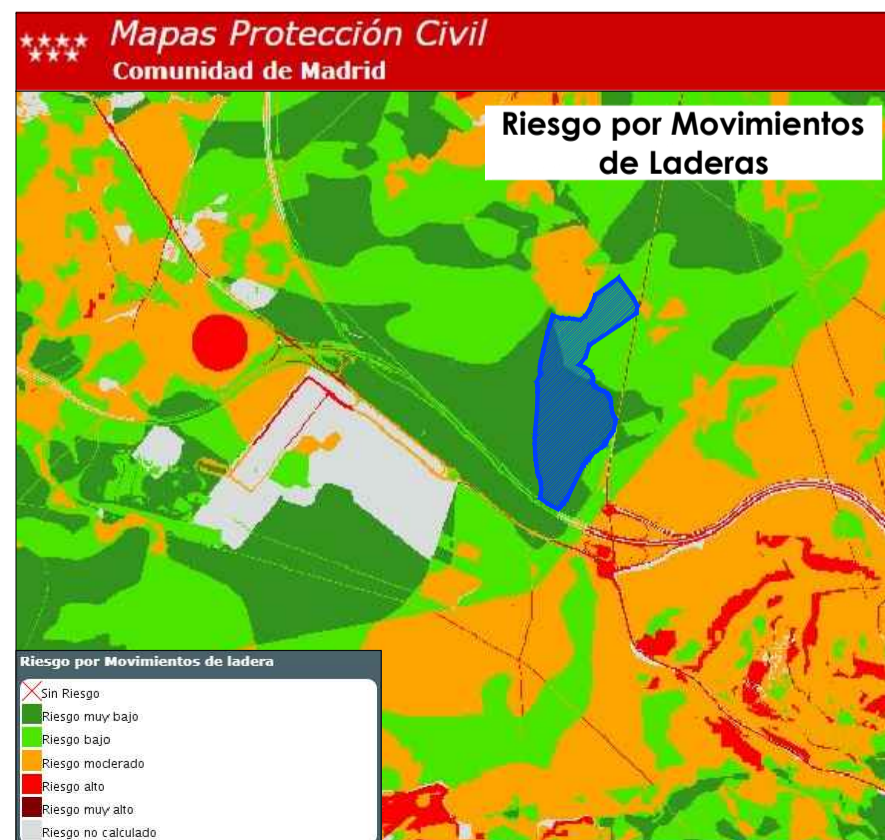 Mapas Protección Civil
Comunidad de Madrid
Riesgo por Movimientos
de Laderas
Riesgo por Movimientos de ladera
Sin Riesgo
Riesgo muy bajo
Riesgo bajo
Riesgo moderado
Riesgo alto
Riesgo muy alto
Riesgo no calculado